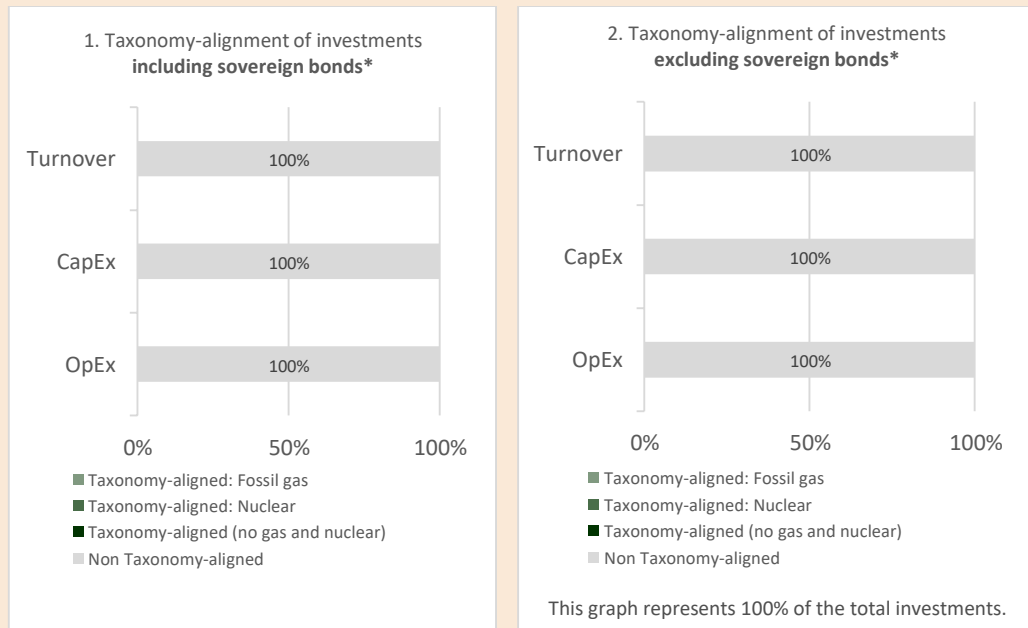 1. Taxonomy-alignment of investments
including sovereign bonds*
Turnover
100%
CapEx
100%
OpEx
100%
0%
50%
100%
Taxonomy-aligned: Fossil gas
Taxonomy-aligned: Nuclear
Taxonomy-aligned (no gas and nuclear)
Non Taxonomy-aligned
2. Taxonomy-alignment of investments
excluding sovereign bonds*
Turnover
100%
CapEx
100%
OpEx
100%
0%
50%
100%
Taxonomy-aligned: Fossil gas
Taxonomy-aligned: Nuclear
Taxonomy-aligned (no gas and nuclear)
Non Taxonomy-aligned
This graph represents 100% of the total investments.